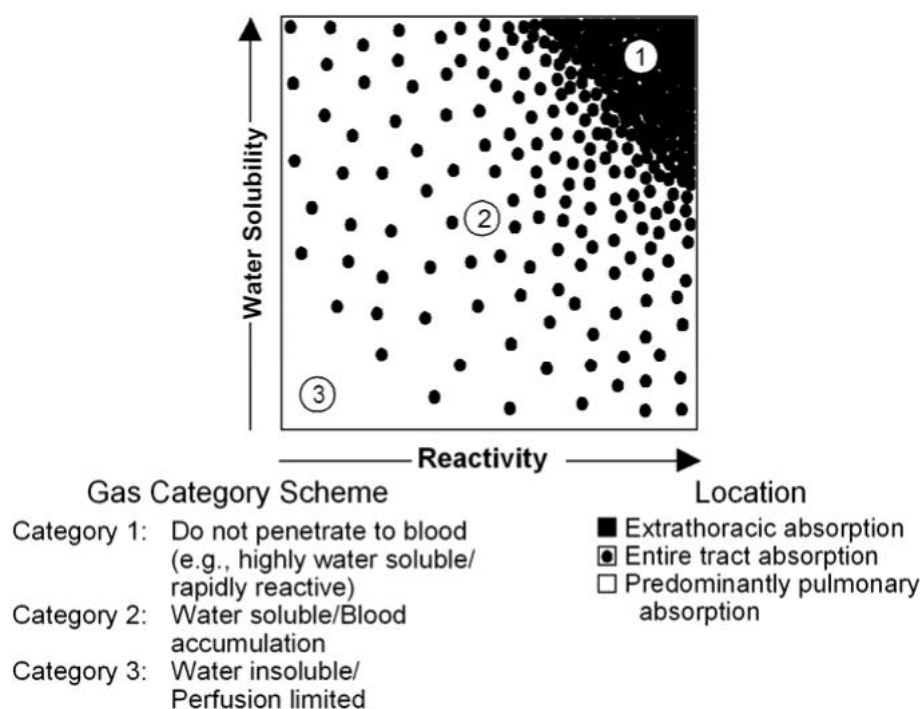 1
Water Solubility
2
3
Reactivity
Gas Category Scheme
Category 1: Do not penetrate to blood
(e.g., highly water soluble/
rapidly reactive)
Category 2: Water soluble/Blood
accumulation
Category 3: Water insoluble/
Perfusion limited
Location
Extrathoracic absorption
Entire tract absorption
Predominantly pulmonary
absorption